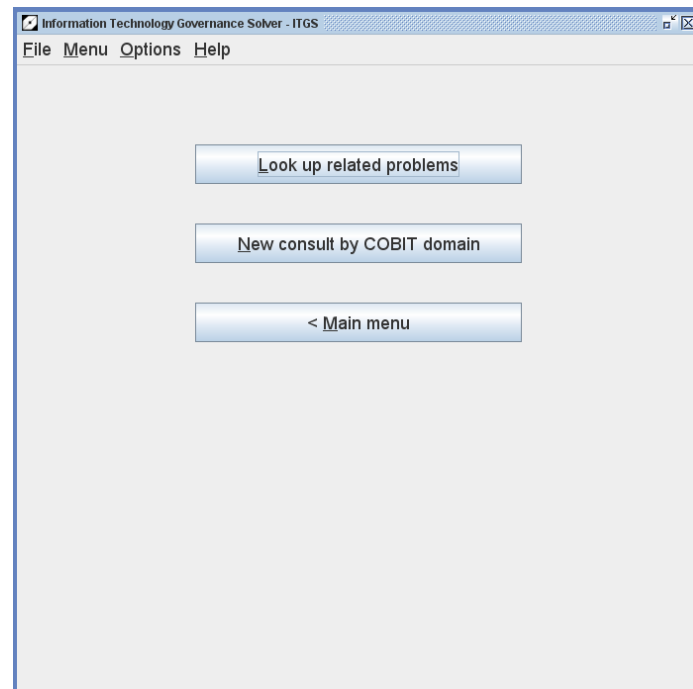 Information Technology Governance Solver - ITGS
File Menu Options Help
Look up related problems
New consult by COBIT domain
< Main menu